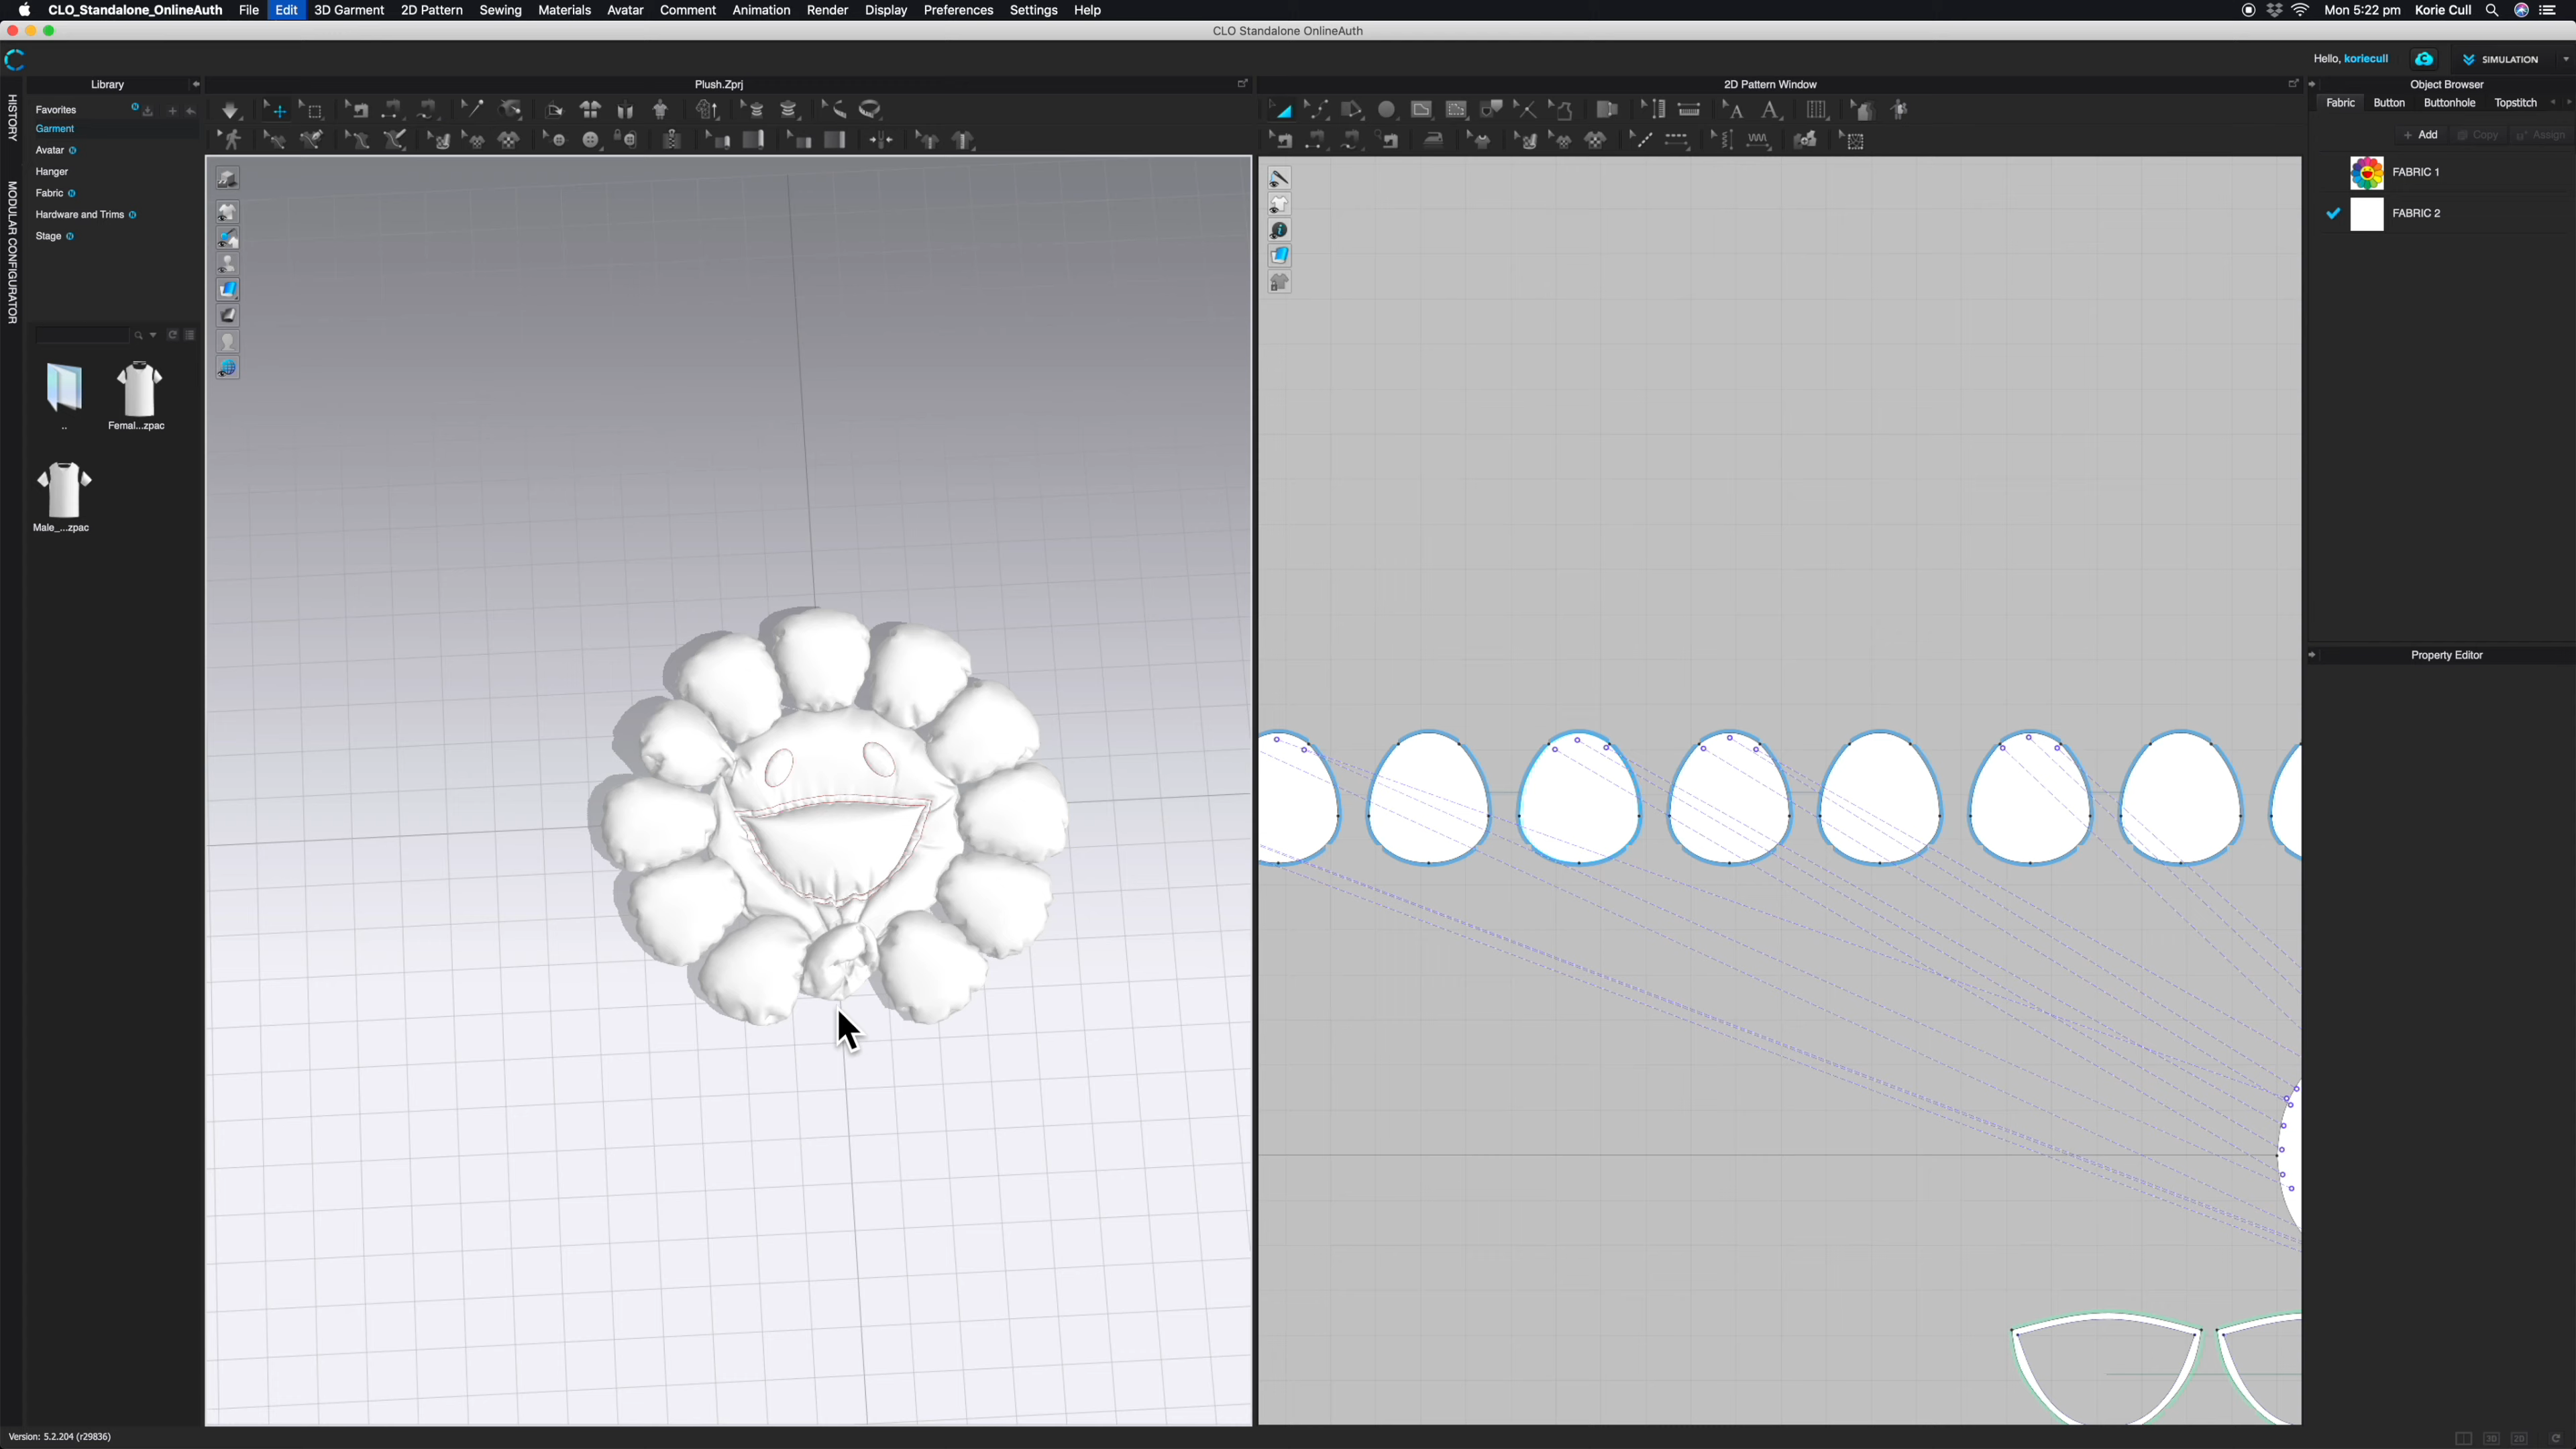 CLO_Standalone_OnlineAuth File Edit 3D Garment 2D Pattern Sewing Materials Avatar Comment Animation Render Display Preferences Settings Help Mon 5:22 pm Korie Cull
CLO Standalone OnlineAuth
Hello, koriecull SIMULATION
Library
Plush.Zprj
2D Pattern Window
Object Browser
HISTORY
MODULAR CONFIGURATOR
Favorites
Garment
Avatar
Hanger
Fabric
Hardware and Trims
Stage
..
Femal...zpac
Male_...zpac
Fabric Button Buttonhole Topstitch
+ Add Copy Assign
FABRIC 1
FABRIC 2
Property Editor
Version: 5.2.204 (r29836)
3D 2D